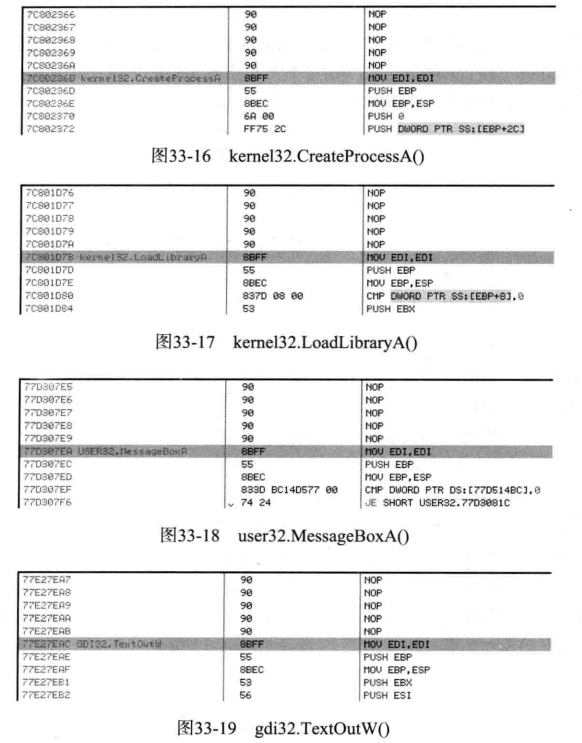 7C802366 90 NOP
7C802367 90 NOP
7C802368 90 NOP
7C802369 90 NOP
7C80236A 90 NOP
7C80236B kernel32.CreateProcessA 8BFF MOV EDI,EDI
7C80236D 55 PUSH EBP
7C80236E 8BEC MOV EBP,ESP
7C802370 6A 00 PUSH 0
7C802372 FF75 2C PUSH DWORD PTR SS:[EBP+2C]
图33-16 kernel32.CreateProcessA()
7C801D76 90 NOP
7C801D77 90 NOP
7C801D78 90 NOP
7C801D79 90 NOP
7C801D7A 90 NOP
7C801D7B kernel32.LoadLibraryA 8BFF MOV EDI,EDI
7C801D7D 55 PUSH EBP
7C801D7E 8BEC MOV EBP,ESP
7C801D80 837D 08 00 CMP DWORD PTR SS:[EBP+8],0
7C801D84 53 PUSH EBX
图33-17 kernel32.LoadLibraryA()
77D307E5 90 NOP
77D307E6 90 NOP
77D307E7 90 NOP
77D307E8 90 NOP
77D307E9 90 NOP
77D307EA USER32.MessageBoxA 8BFF MOV EDI,EDI
77D307EC 55 PUSH EBP
77D307ED 8BEC MOV EBP,ESP
77D307EF 833D BC14D577 00 CMP DWORD PTR DS:[77D514BC],0
77D307F6 74 24 JE SHORT USER32.77D3081C
图33-18 user32.MessageBoxA()
77E27EA7 90 NOP
77E27EA8 90 NOP
77E27EA9 90 NOP
77E27EAA 90 NOP
77E27EAB 90 NOP
77E27EAC GDI32.TextOutW 8BFF MOV EDI,EDI
77E27EAE 55 PUSH EBP
77E27EAF 8BEC MOV EBP,ESP
77E27EB1 53 PUSH EBX
77E27EB2 56 PUSH ESI
图33-19 gdi32.TextOutW()